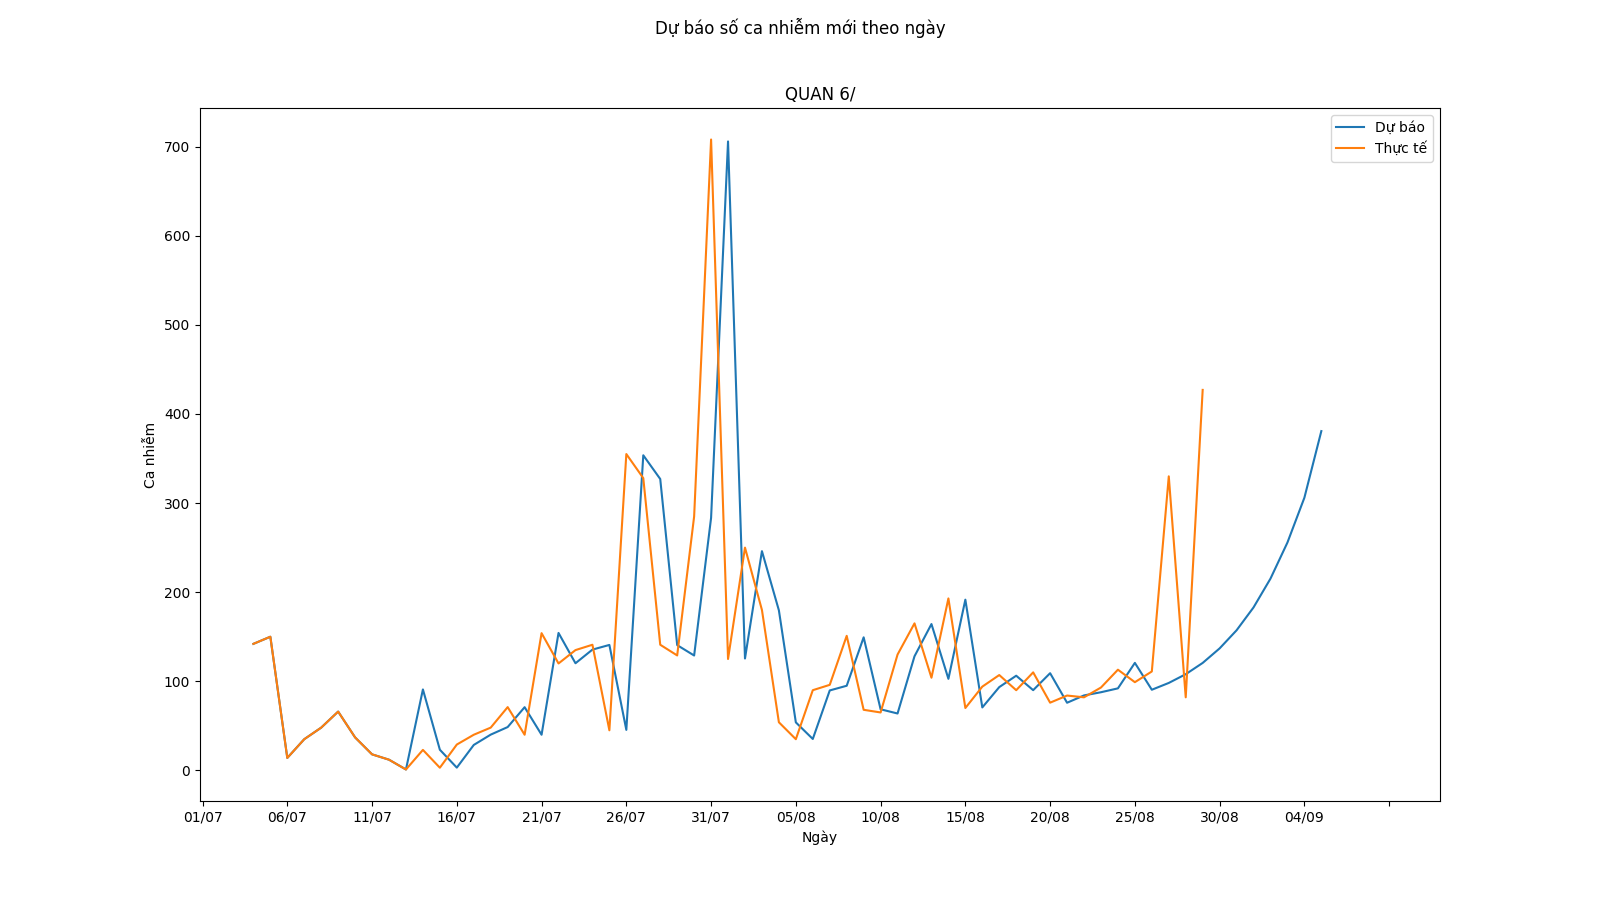 Dự báo số ca nhiễm mới theo ngày
QUAN 6/
Dự báo
Thực tế
700
600
500
400
300
200
100
0
Ca nhiễm
01/07 06/07 11/07 16/07 21/07 26/07 31/07 05/08 10/08 15/08 20/08 25/08 30/08 04/09
Ngày